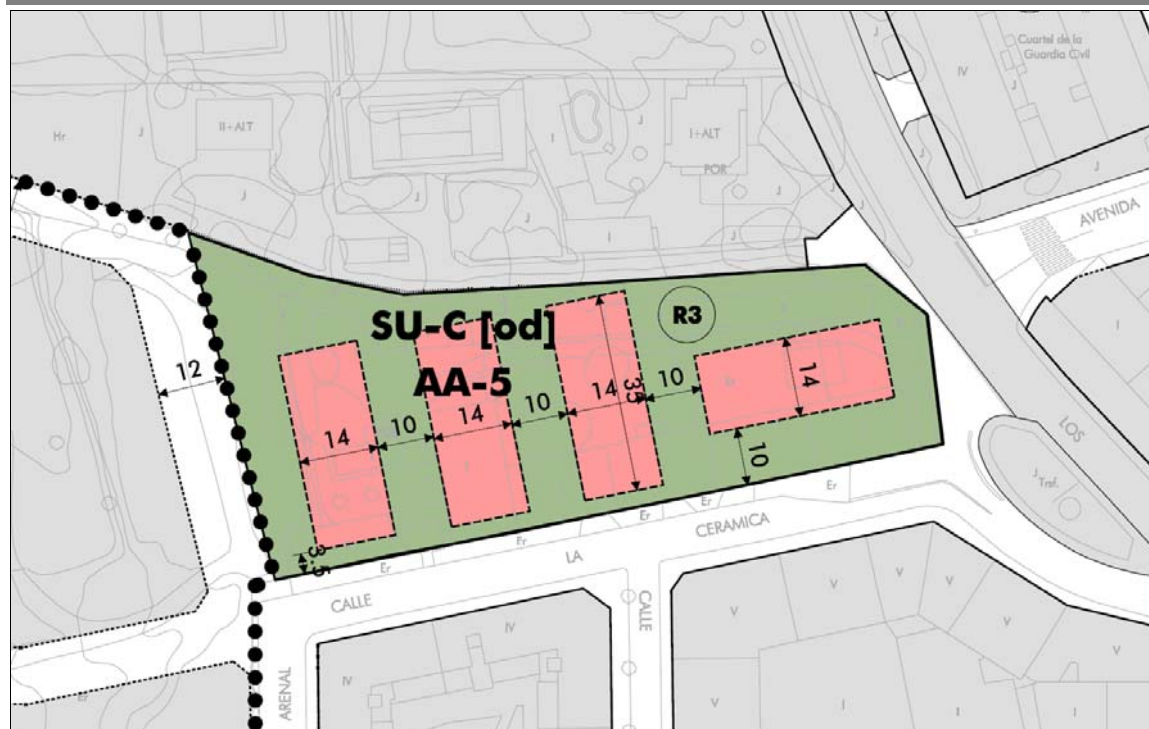 Cuartel de la
Guardia Civil
IV
J
J
Hr
J
II+ALT
J
I
J
I+ALT
POR
J
J
J
J
J
I
J
AVENIDA
SU-C [od]
R3
AA-5
12
14
10
14
10
14
35
10
14
10
3.5
LOS
J
Traf.
Er
Er
Er
Er
Er
CERAMICA
LA
CALLE
CALLE
ARENAL
IV
IV
V
V
V
V
V
V
I
I
I
I
Er